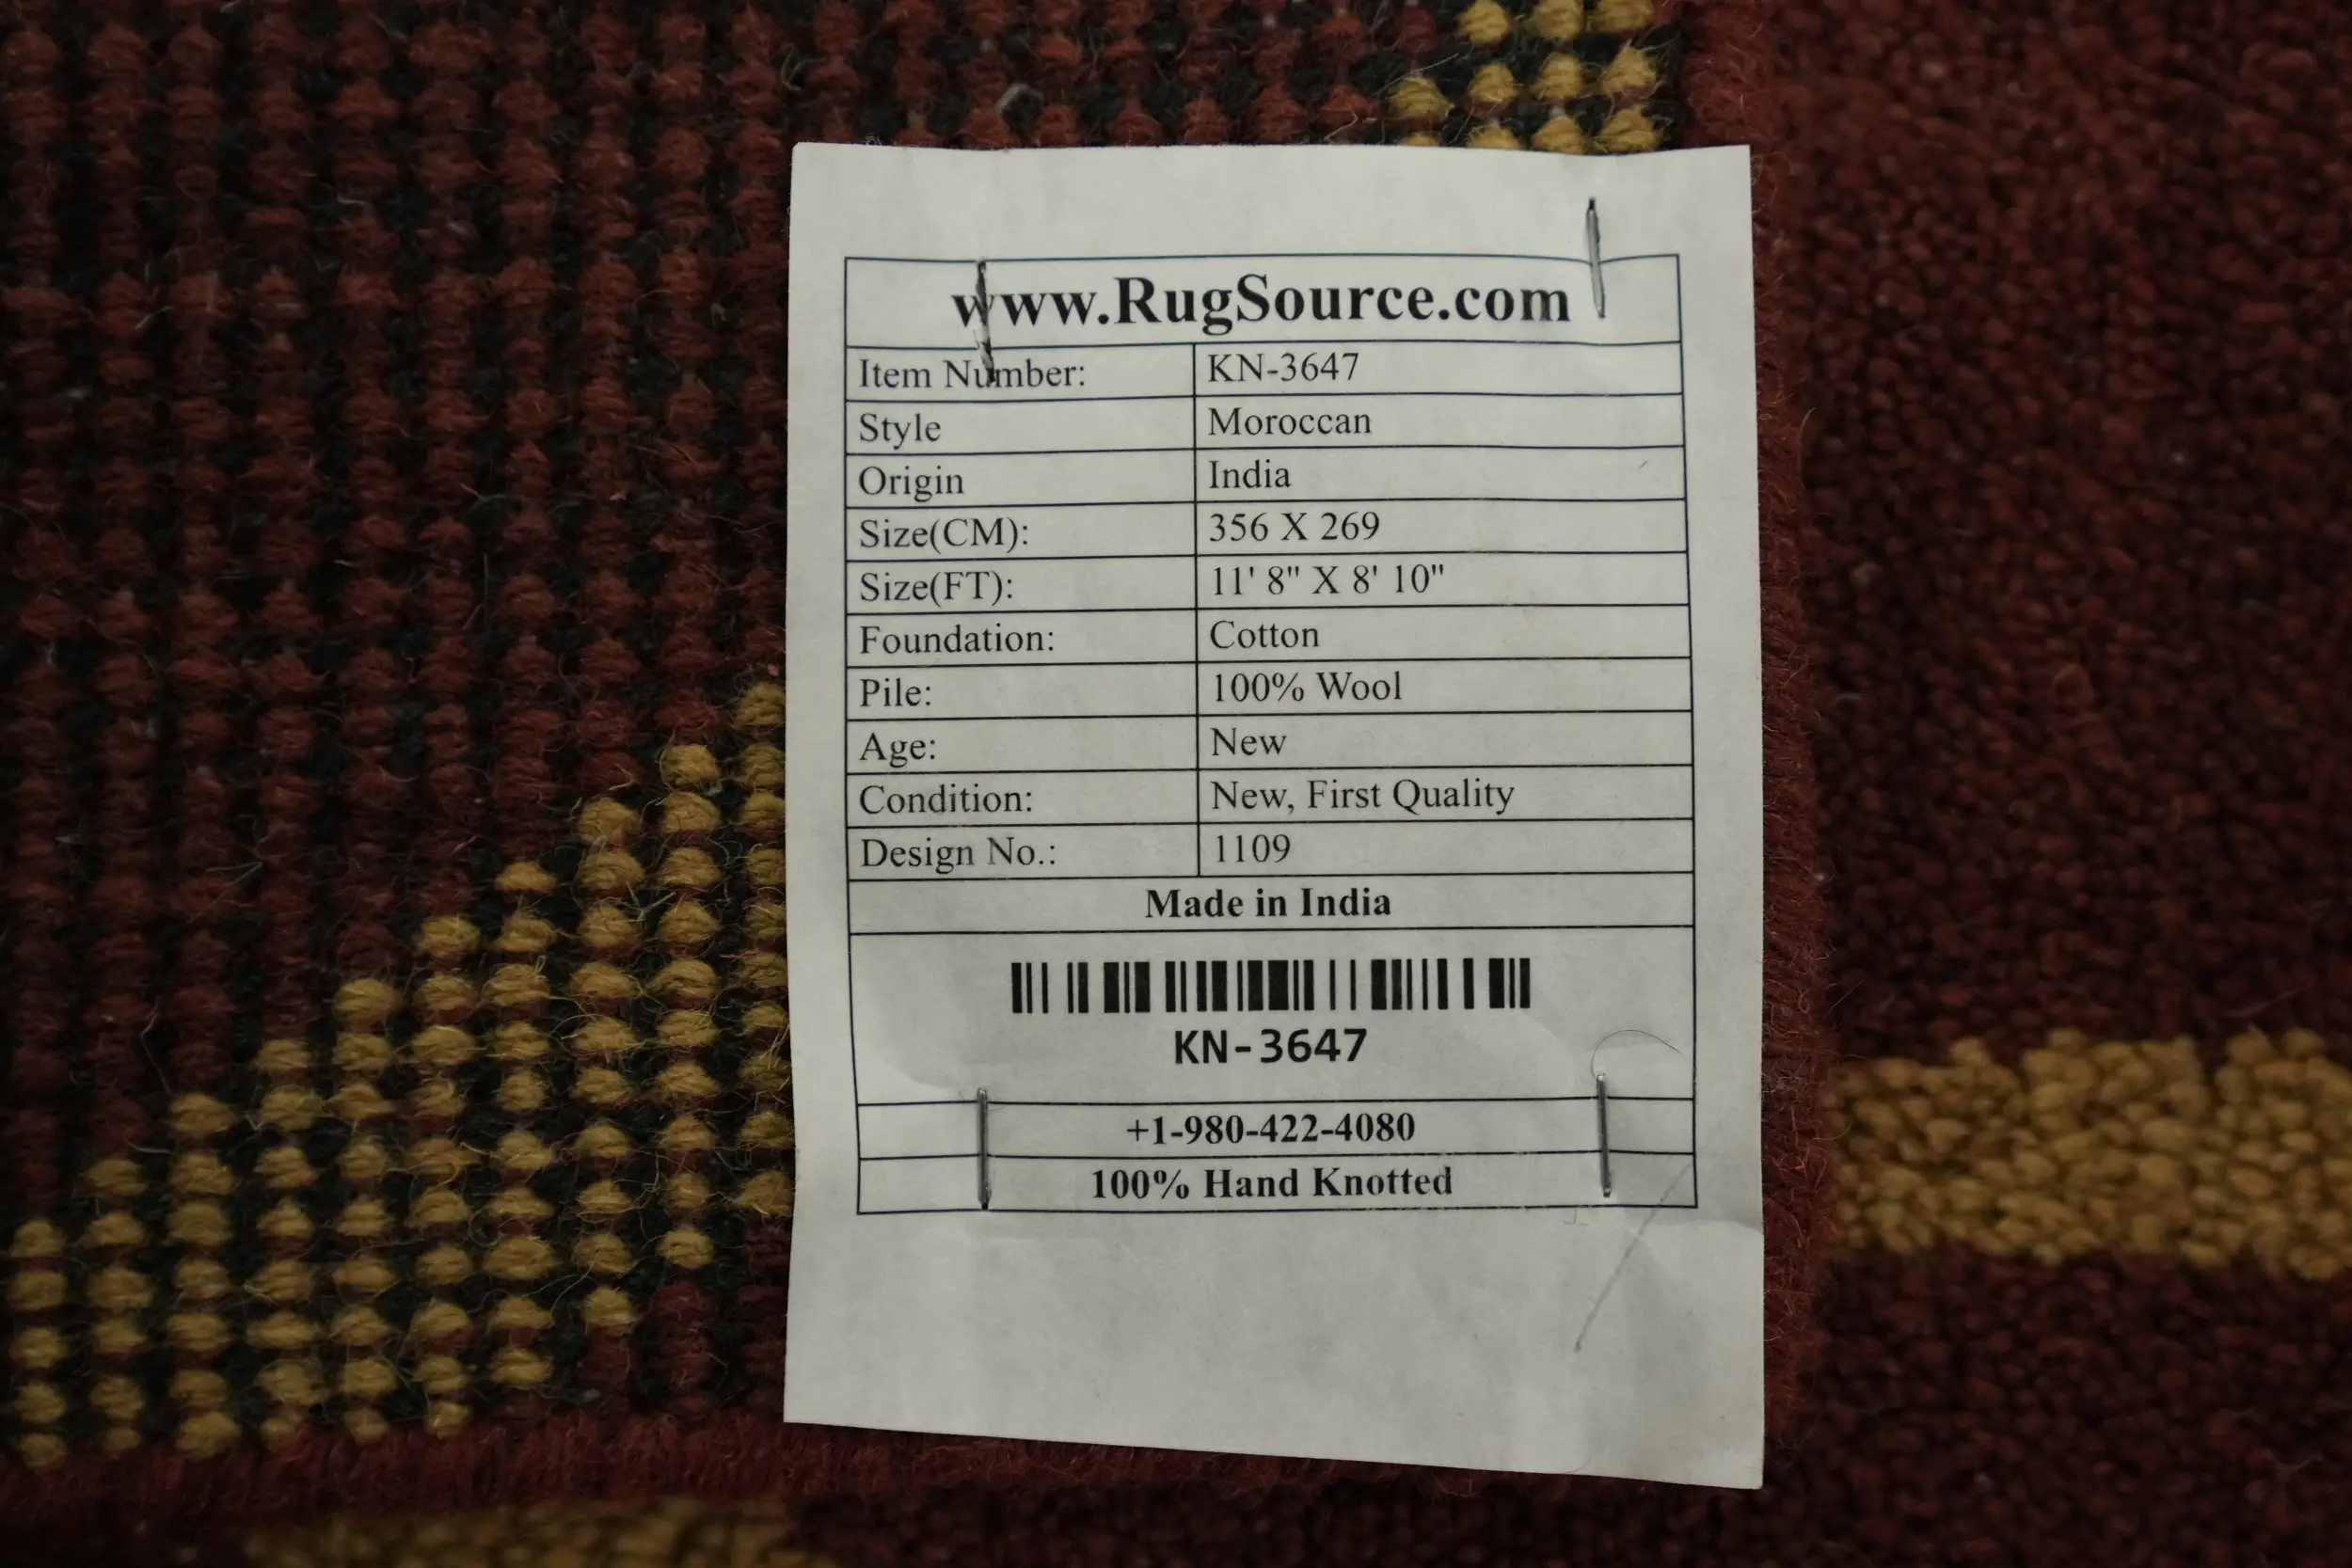 www.RugSource.com
Item Number: KN-3647
Style Moroccan
Origin India
Size(CM): 356 X 269
Size(FT): 11' 8" X 8' 10"
Foundation: Cotton
Pile: 100% Wool
Age: New
Condition: New, First Quality
Design No.: 1109
Made in India
KN-3647
+1-980-422-4080
100% Hand Knotted